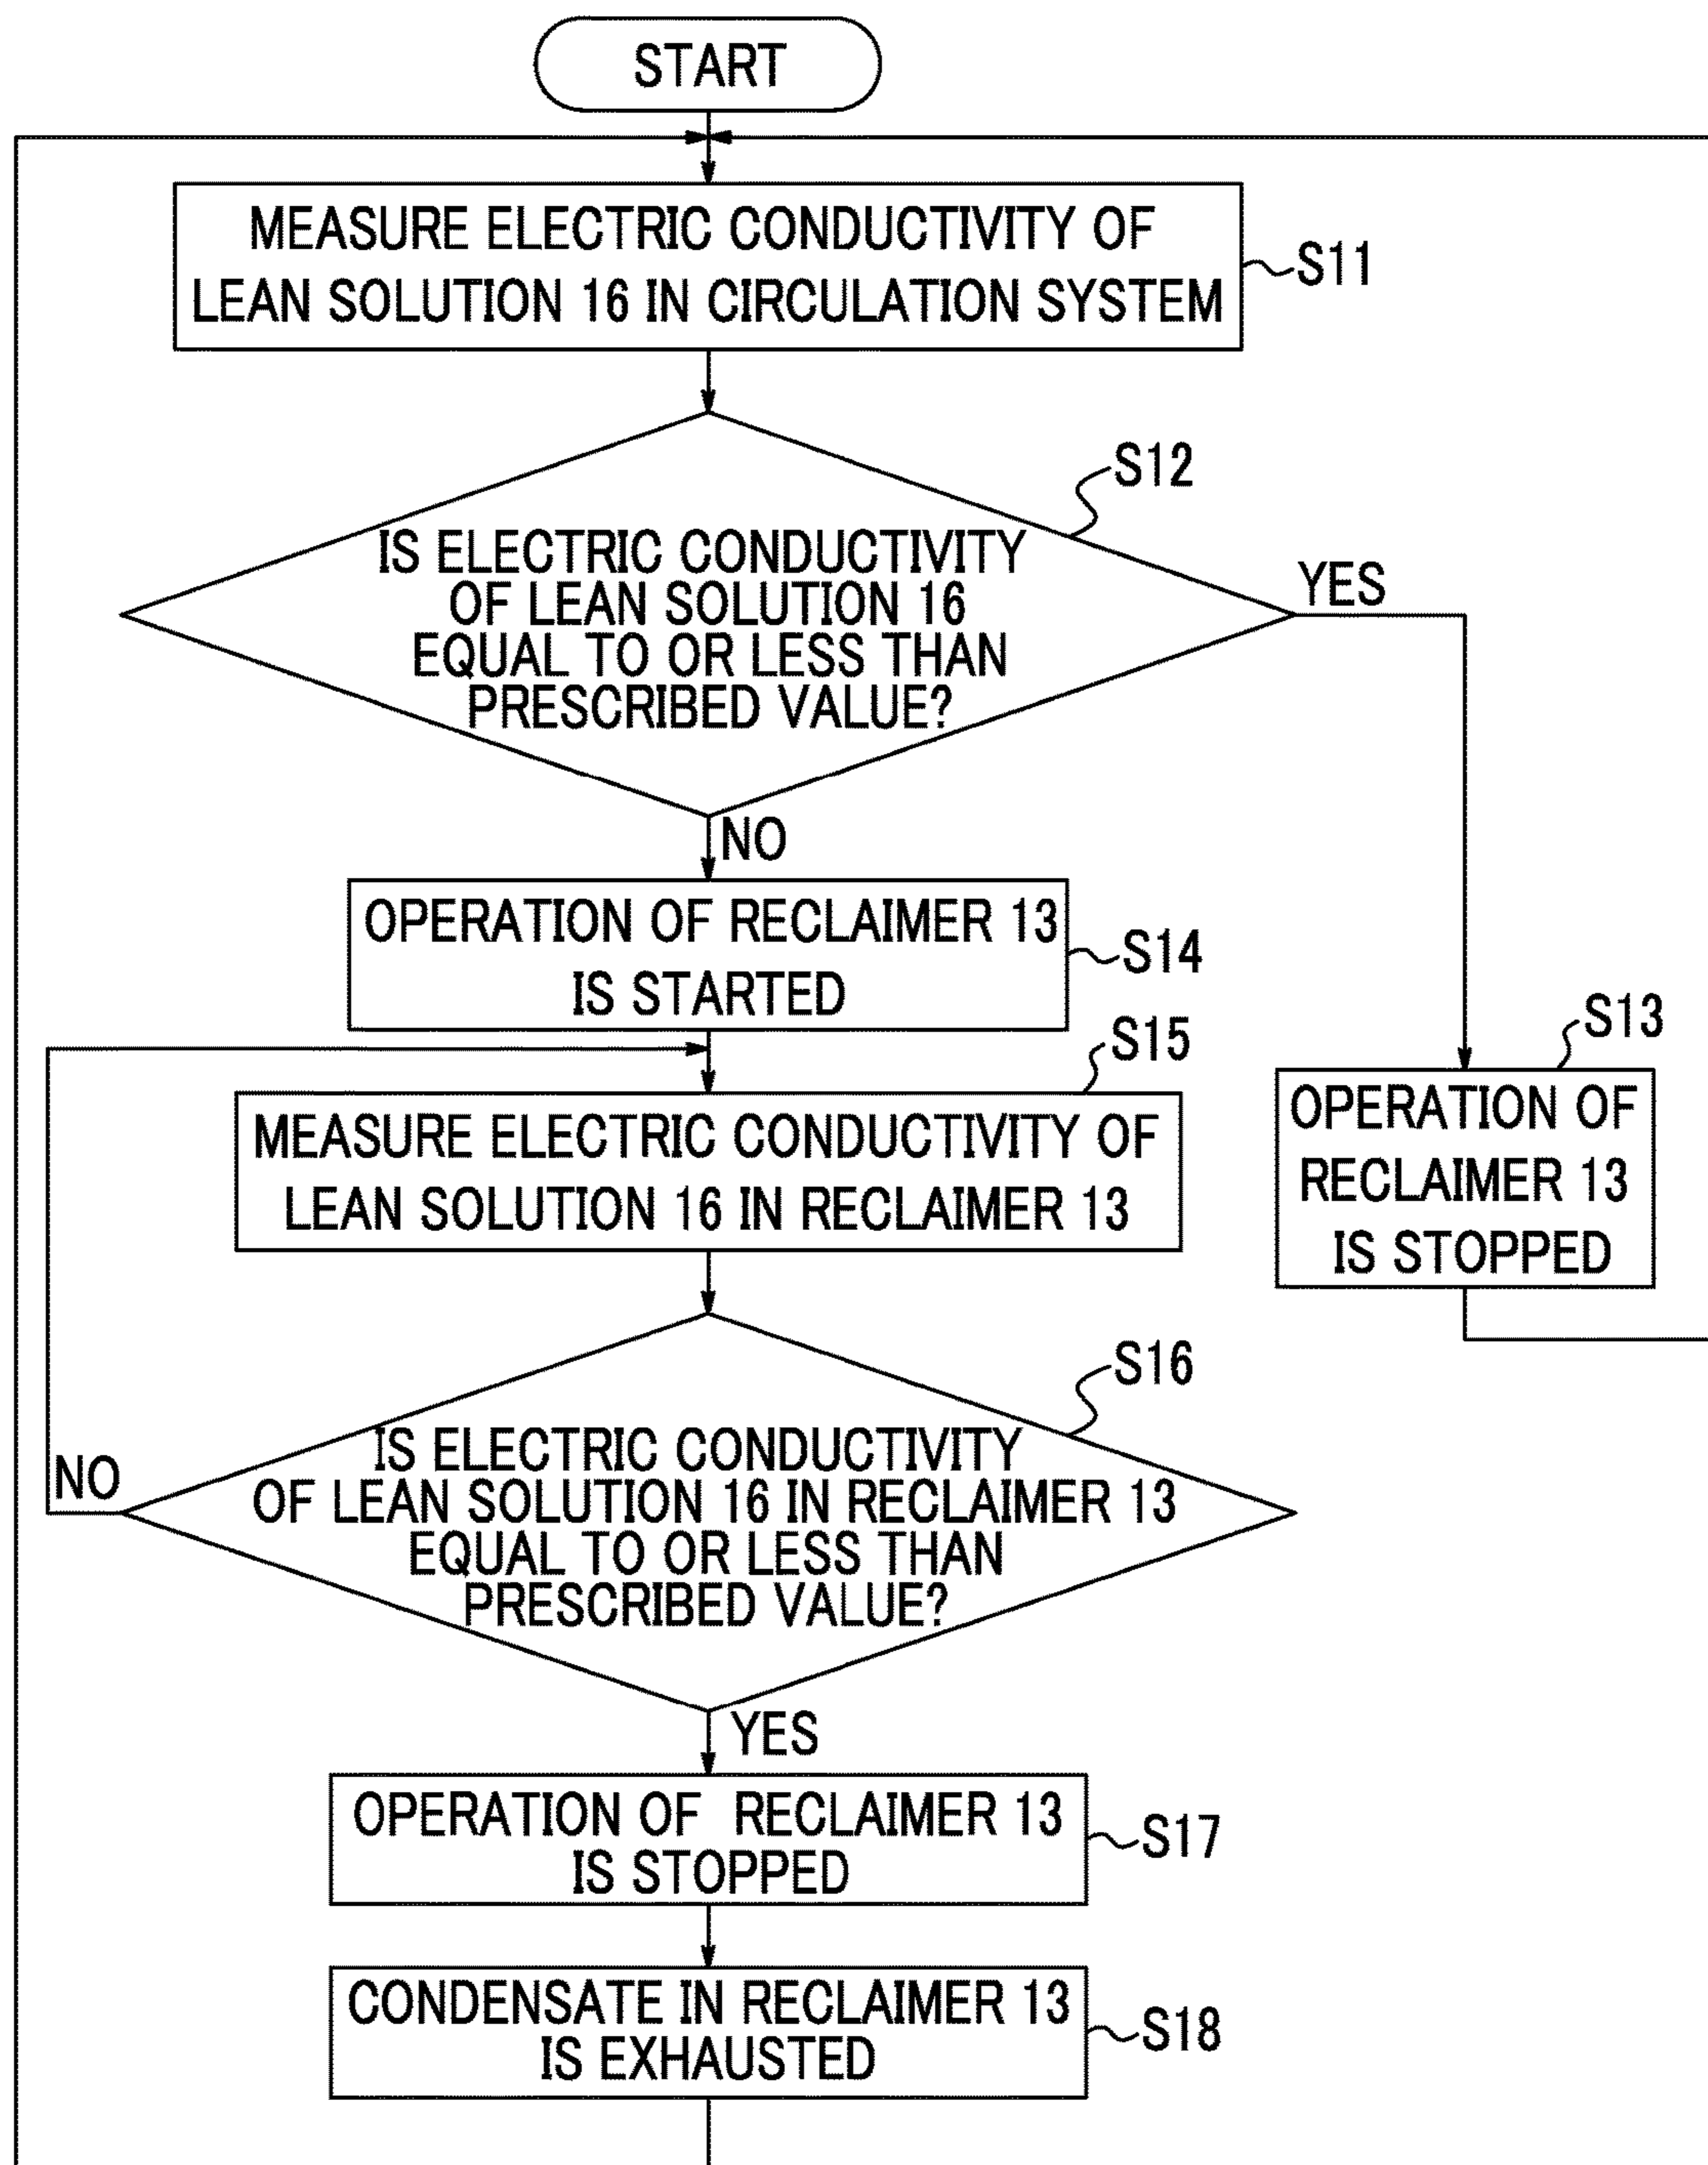 START
MEASURE ELECTRIC CONDUCTIVITY OF
LEAN SOLUTION 16 IN CIRCULATION SYSTEM
S11
S12
IS ELECTRIC CONDUCTIVITY
OF LEAN SOLUTION 16
EQUAL TO OR LESS THAN
PRESCRIBED VALUE?
YES
NO
OPERATION OF RECLAIMER 13
IS STARTED
S14
S13
OPERATION OF
RECLAIMER 13
IS STOPPED
S15
MEASURE ELECTRIC CONDUCTIVITY OF
LEAN SOLUTION 16 IN RECLAIMER 13
S16
IS ELECTRIC CONDUCTIVITY
OF LEAN SOLUTION 16 IN RECLAIMER 13
EQUAL TO OR LESS THAN
PRESCRIBED VALUE?
NO
YES
OPERATION OF RECLAIMER 13
IS STOPPED
S17
CONDENSATE IN RECLAIMER 13
IS EXHAUSTED
S18